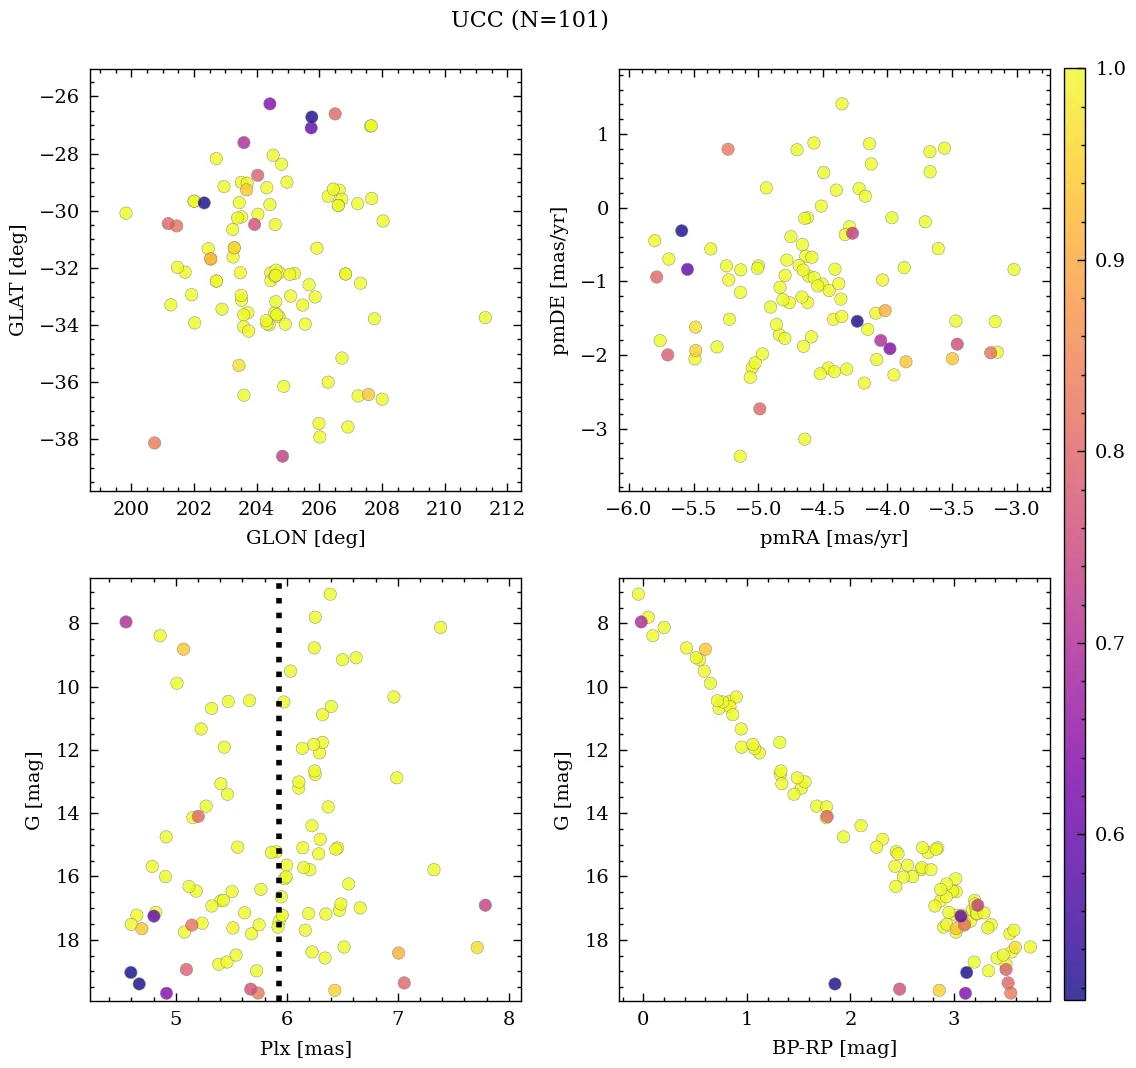 UCC (N=101)
−26
−28
−30
−32
−34
−36
−38
GLAT [deg]
200 202 204 206 208 210 212
GLON [deg]
1
0
−1
−2
−3
pmDE [mas/yr]
−6.0 −5.5 −5.0 −4.5 −4.0 −3.5 −3.0
pmRA [mas/yr]
8
10
12
14
16
18
G [mag]
5 6 7 8
Plx [mas]
8
10
12
14
16
18
G [mag]
0 1 2 3
BP-RP [mag]
1.0
0.9
0.8
0.7
0.6